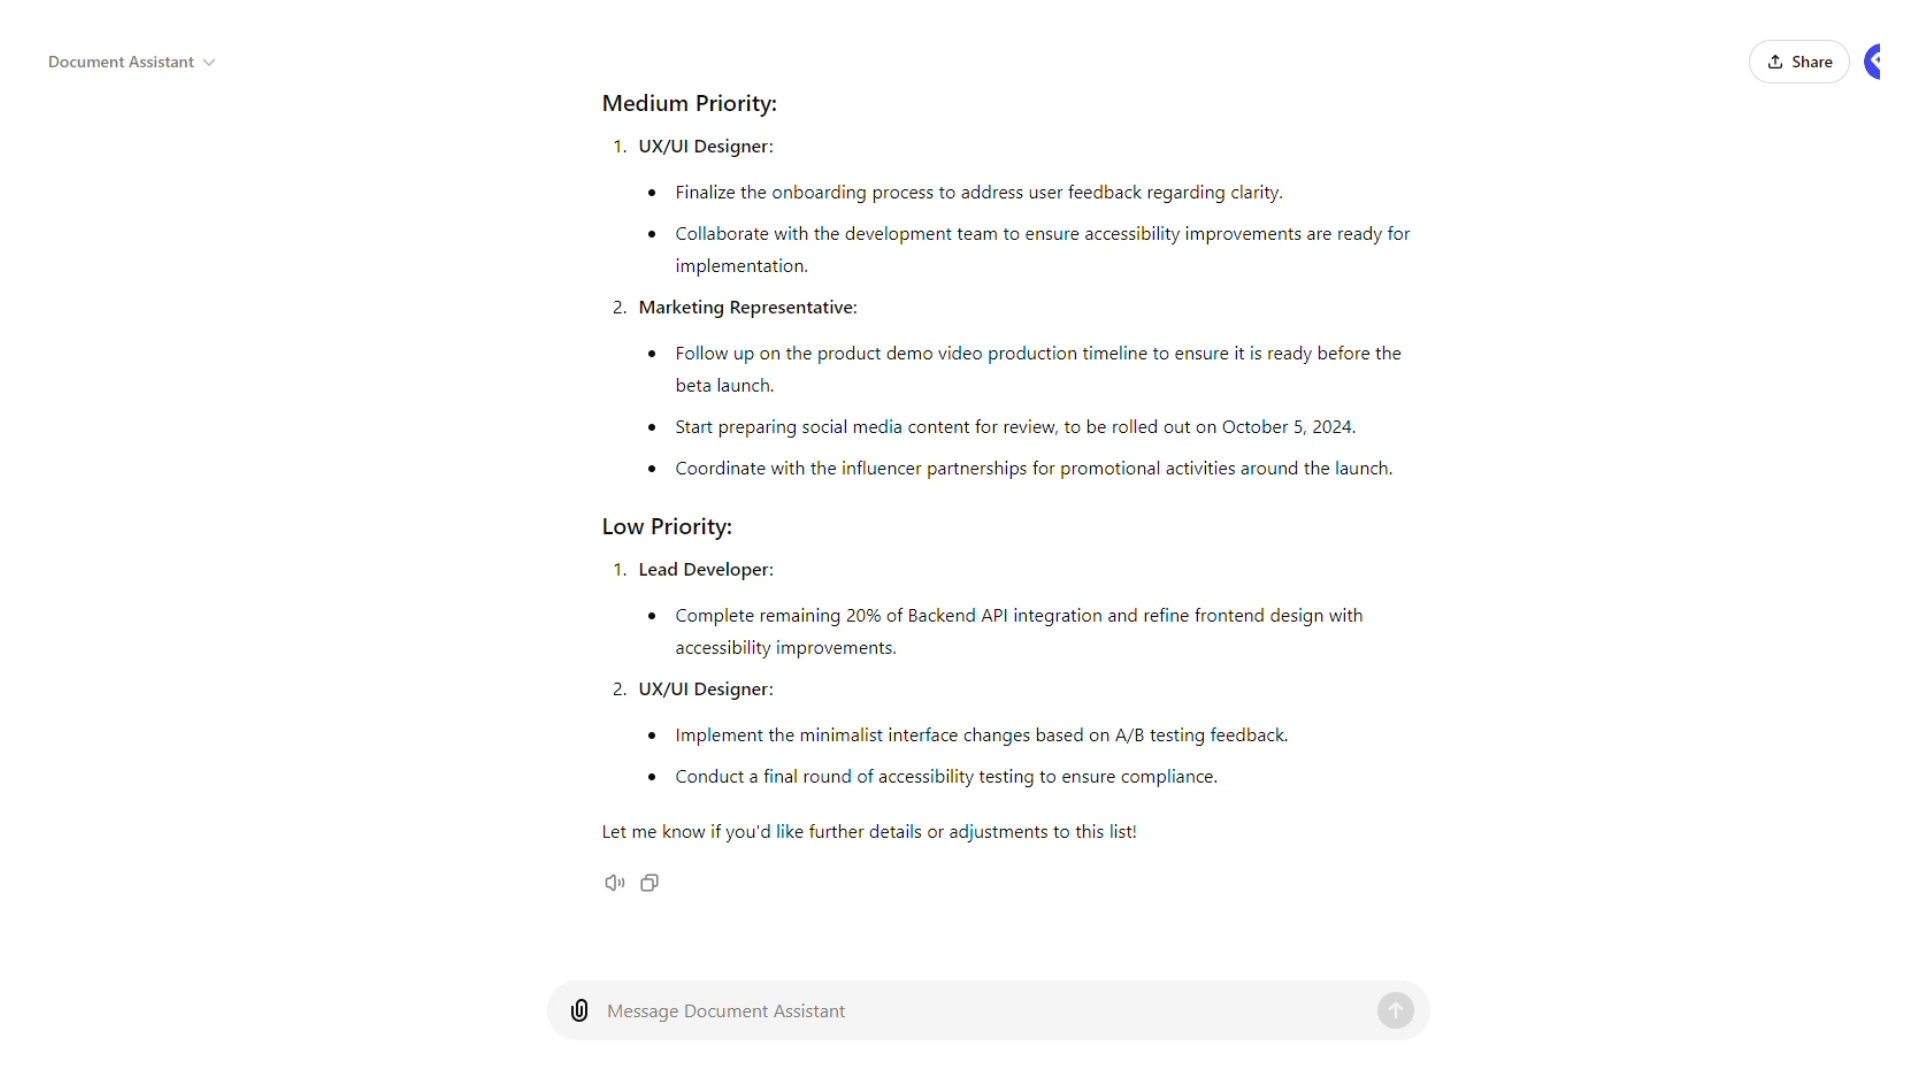 Document Assistant
Share
Medium Priority:
1. UX/UI Designer:
• Finalize the onboarding process to address user feedback regarding clarity.
• Collaborate with the development team to ensure accessibility improvements are ready for
implementation.
2. Marketing Representative:
• Follow up on the product demo video production timeline to ensure it is ready before the
beta launch.
• Start preparing social media content for review, to be rolled out on October 5, 2024.
• Coordinate with the influencer partnerships for promotional activities around the launch.
Low Priority:
1. Lead Developer:
• Complete remaining 20% of Backend API integration and refine frontend design with
accessibility improvements.
2. UX/UI Designer:
• Implement the minimalist interface changes based on A/B testing feedback.
• Conduct a final round of accessibility testing to ensure compliance.
Let me know if you'd like further details or adjustments to this list!
Message Document Assistant